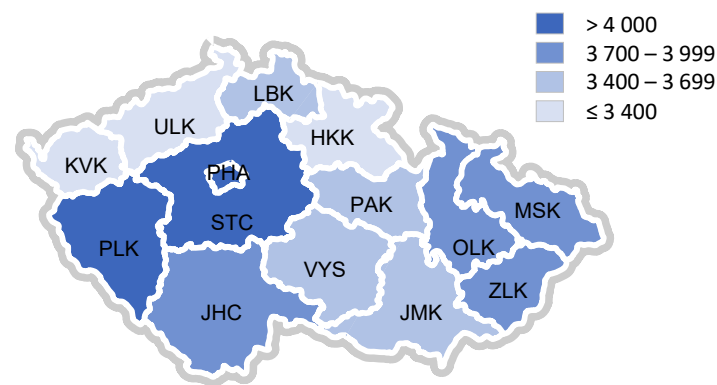 > 4 000
3 700 – 3 999
3 400 – 3 699
≤ 3 400
LBK
ULK
HKK
KVK
PHA
PAK
STC
MSK
PLK
OLK
VYS
ZLK
JHC
JMK